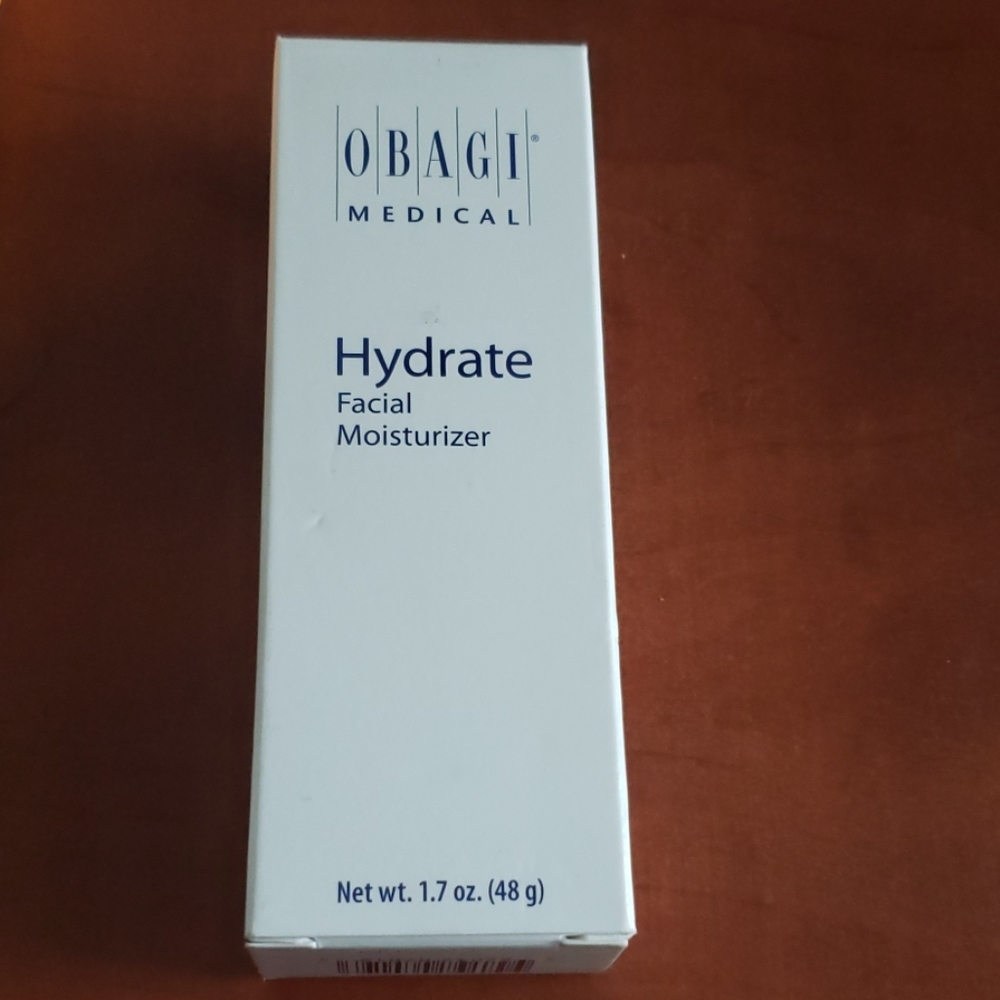 OBAGI®
MEDICAL
Hydrate
Facial
Moisturizer
Net wt. 1.7 oz. (48 g)